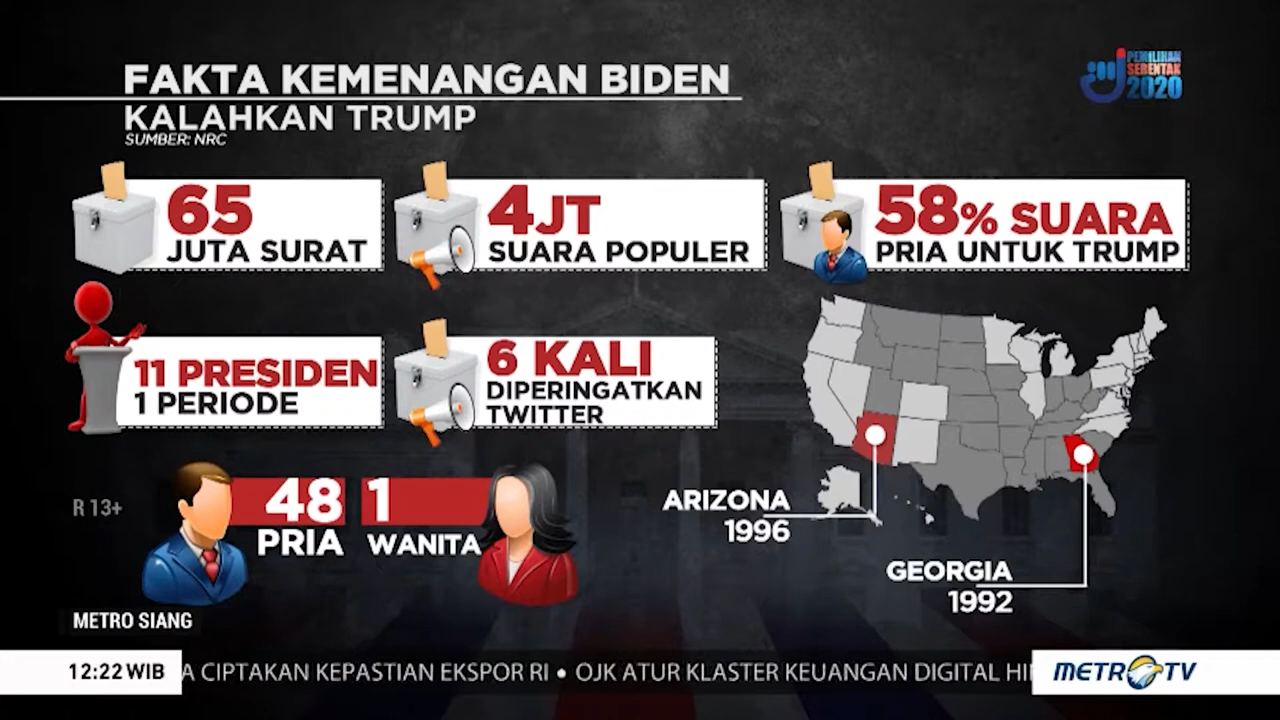 FAKTA KEMENANGAN BIDEN
KALAHKAN TRUMP
SUMBER: NRC
PEMILIHAN
SERENTAK
2020
65
JUTA SURAT
4JT
SUARA POPULER
58% SUARA
PRIA UNTUK TRUMP
11 PRESIDEN
1 PERIODE
6 KALI
DIPERINGATKAN
TWITTER
R 13+
48
PRIA
1
WANITA
ARIZONA
1996
GEORGIA
1992
METRO SIANG
12:22 WIB
A CIPTAKAN KEPASTIAN EKSPOR RI • OJK ATUR KLASTER KEUANGAN DIGITAL HI
METRO TV